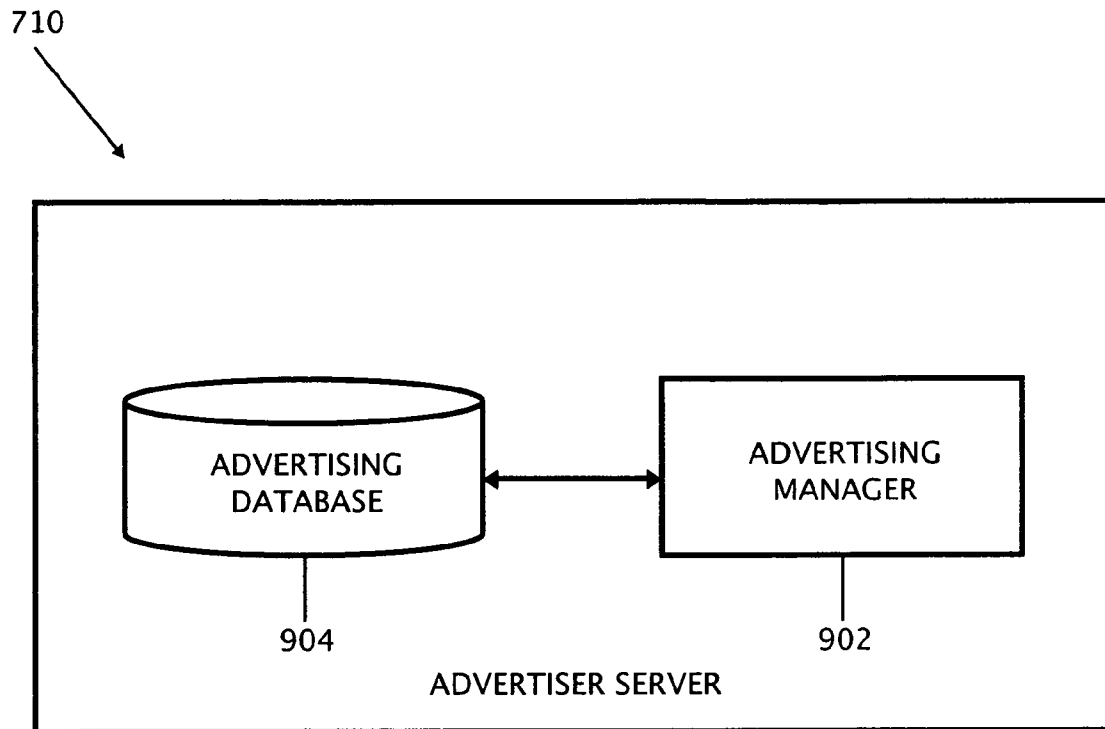 710
ADVERTISING
DATABASE
ADVERTISING
MANAGER
904
902
ADVERTISER SERVER